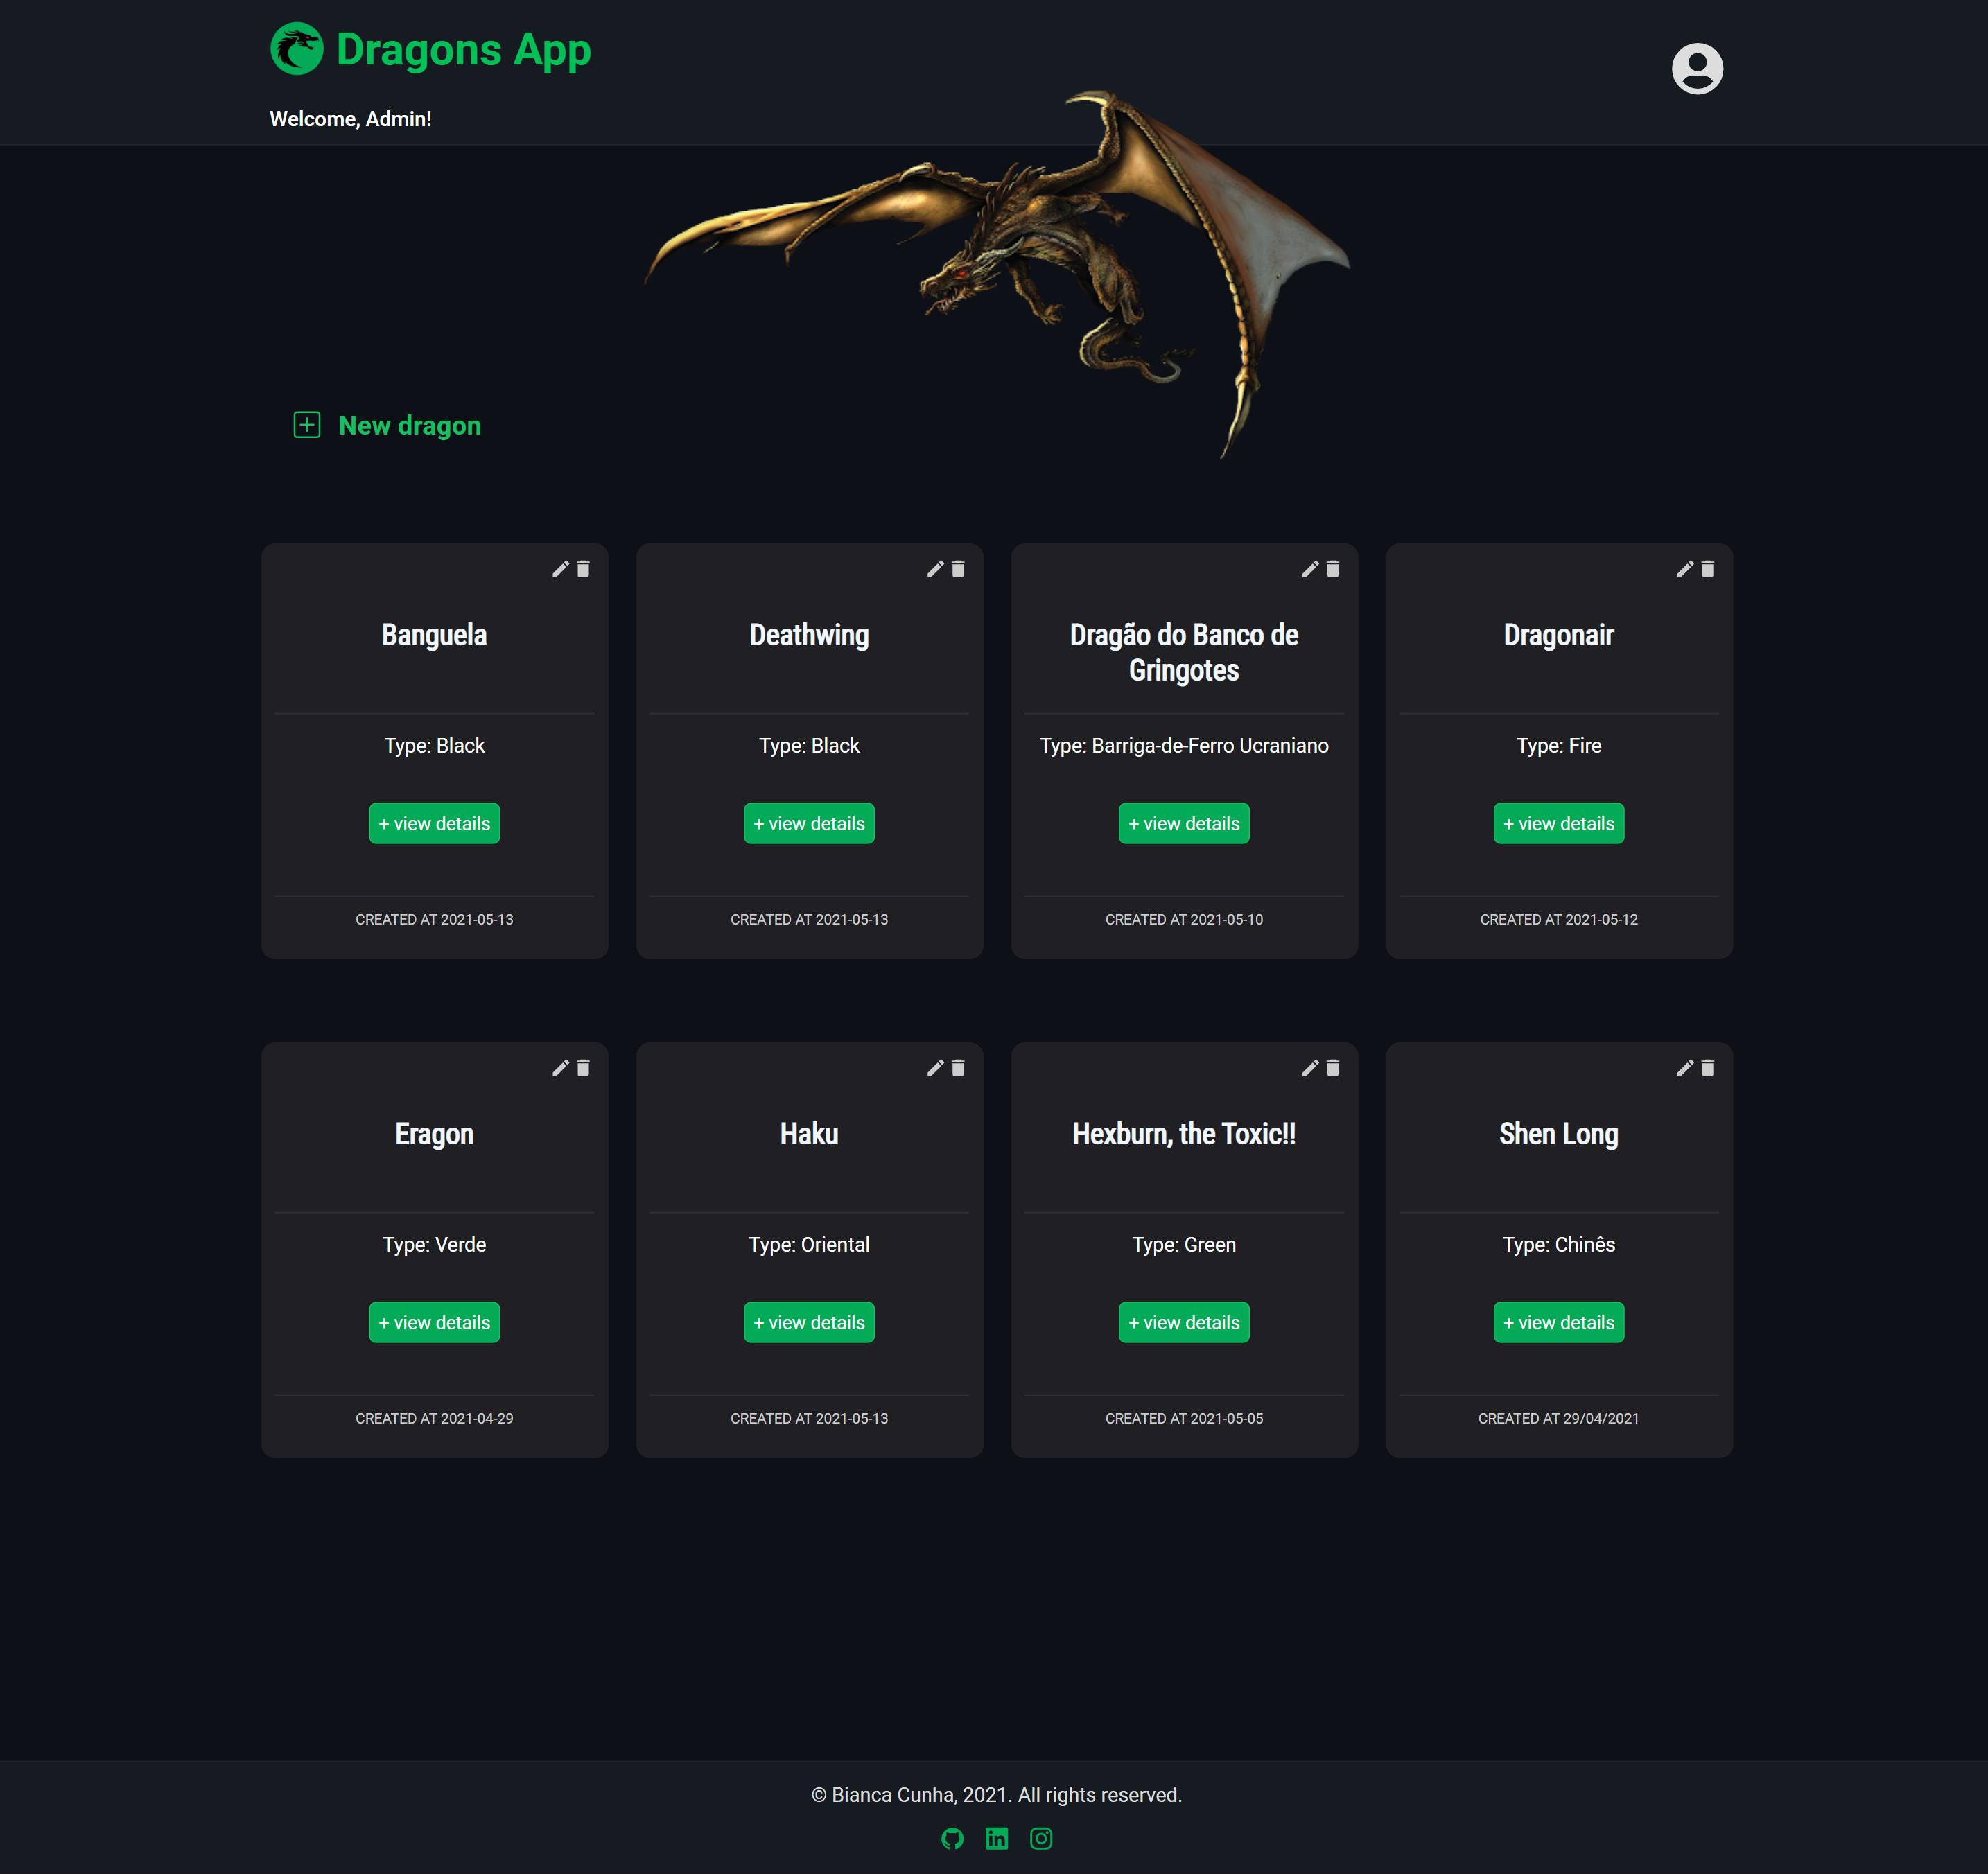 Dragons App
Welcome, Admin!
New dragon
Banguela
Type: Black
+ view details
CREATED AT 2021-05-13
Deathwing
Type: Black
+ view details
CREATED AT 2021-05-13
Dragão do Banco de
Gringotes
Type: Barriga-de-Ferro Ucraniano
+ view details
CREATED AT 2021-05-10
Dragonair
Type: Fire
+ view details
CREATED AT 2021-05-12
Eragon
Type: Verde
+ view details
CREATED AT 2021-04-29
Haku
Type: Oriental
+ view details
CREATED AT 2021-05-13
Hexburn, the Toxic!!
Type: Green
+ view details
CREATED AT 2021-05-05
Shen Long
Type: Chinês
+ view details
CREATED AT 29/04/2021
© Bianca Cunha, 2021. All rights reserved.